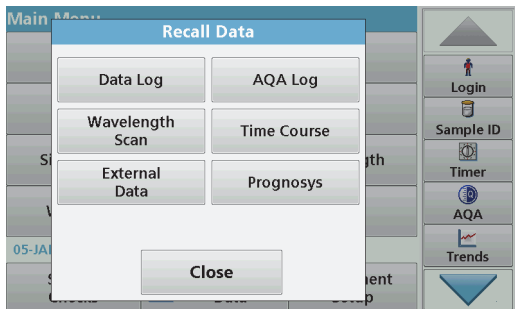 Main Menu
Recall Data
Data Log
AQA Log
Wavelength
Scan
Time Course
External
Data
Prognosys
Close
05-JA
Login
Sample ID
Timer
AQA
Trends